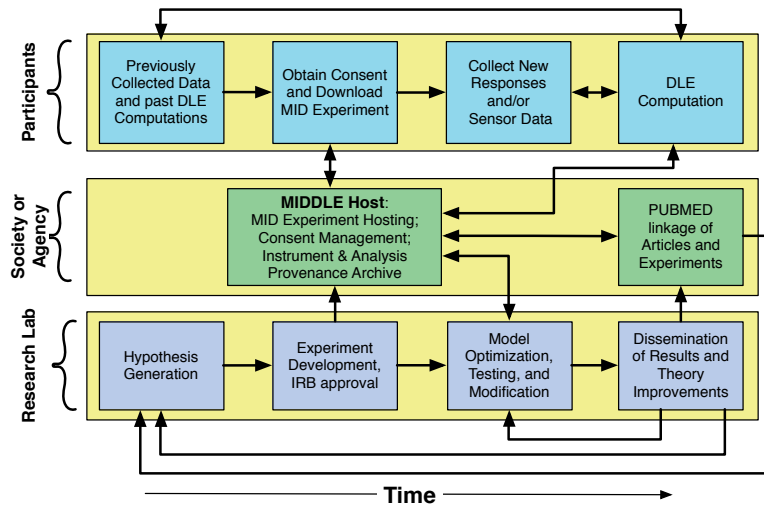 Participants
Previously
Collected Data
and past DLE
Computations
Obtain Consent
and Download
MID Experiment
Collect New
Responses
and/or
Sensor Data
DLE
Computation
Society or
Agency
MIDDLE Host:
MID Experiment Hosting;
Consent Management;
Instrument & Analysis
Provenance Archive
PUBMED
linkage of
Articles and
Experiments
Research Lab
Hypothesis
Generation
Experiment
Development,
IRB approval
Model
Optimization,
Testing, and
Modification
Dissemination
of Results and
Theory
Improvements
Time